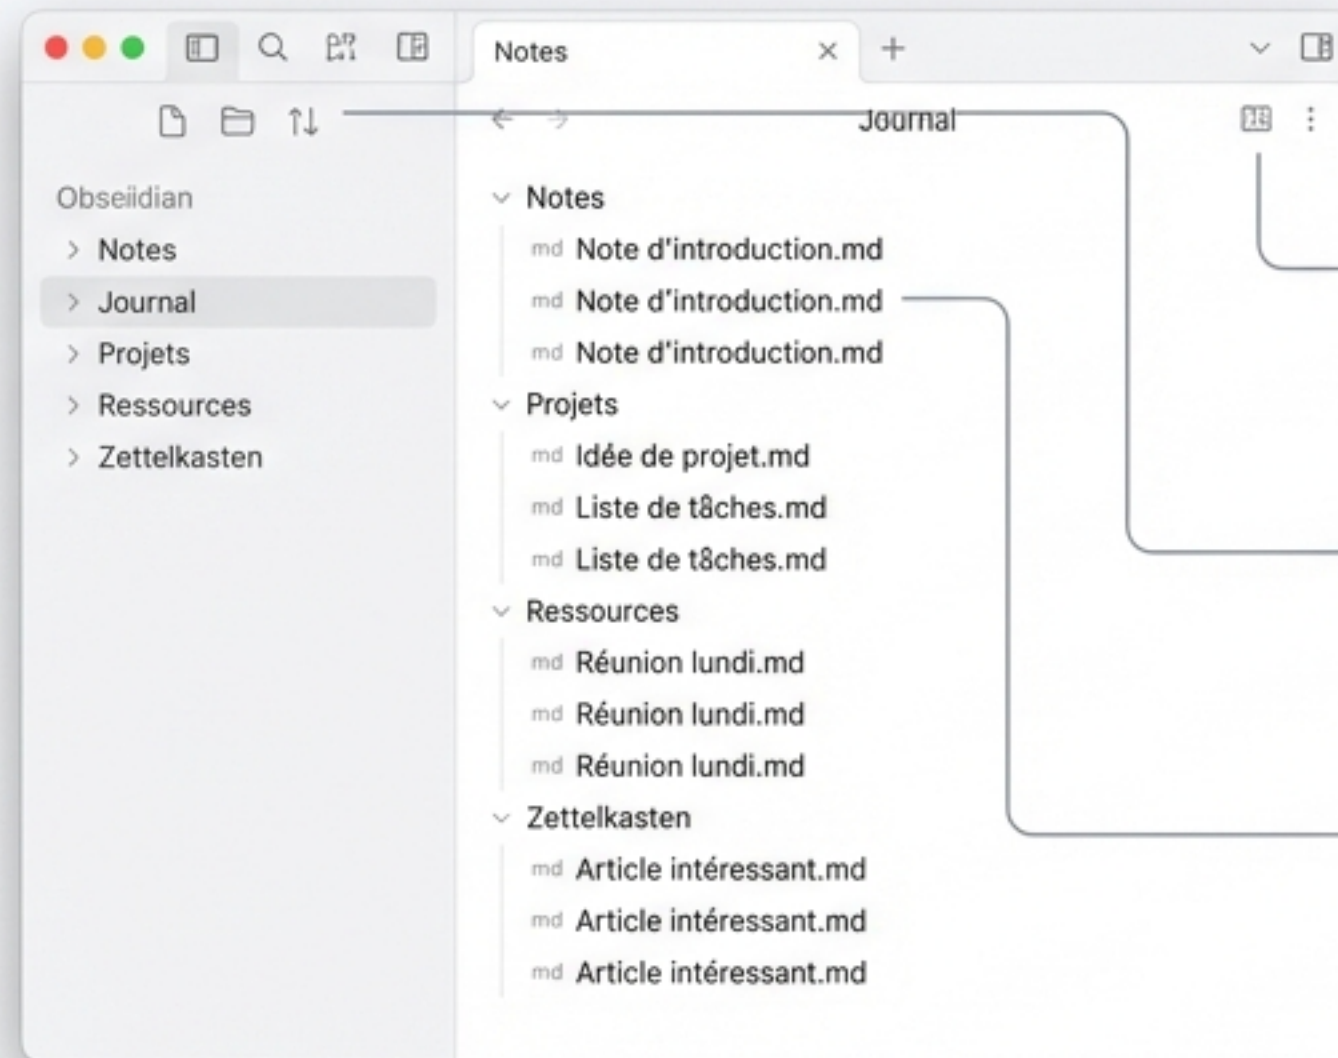 Notes
Journal
Obseiidian
Notes
Journal
Projets
Ressources
Zettelkasten
Notes
md Note d'introduction.md
md Note d'introduction.md
md Note d'introduction.md
Projets
md Idée de projet.md
md Liste de tâches.md
md Liste de tâches.md
Ressources
md Réunion lundi.md
md Réunion lundi.md
md Réunion lundi.md
Zettelkasten
md Article intéressant.md
md Article intéressant.md
md Article intéressant.md